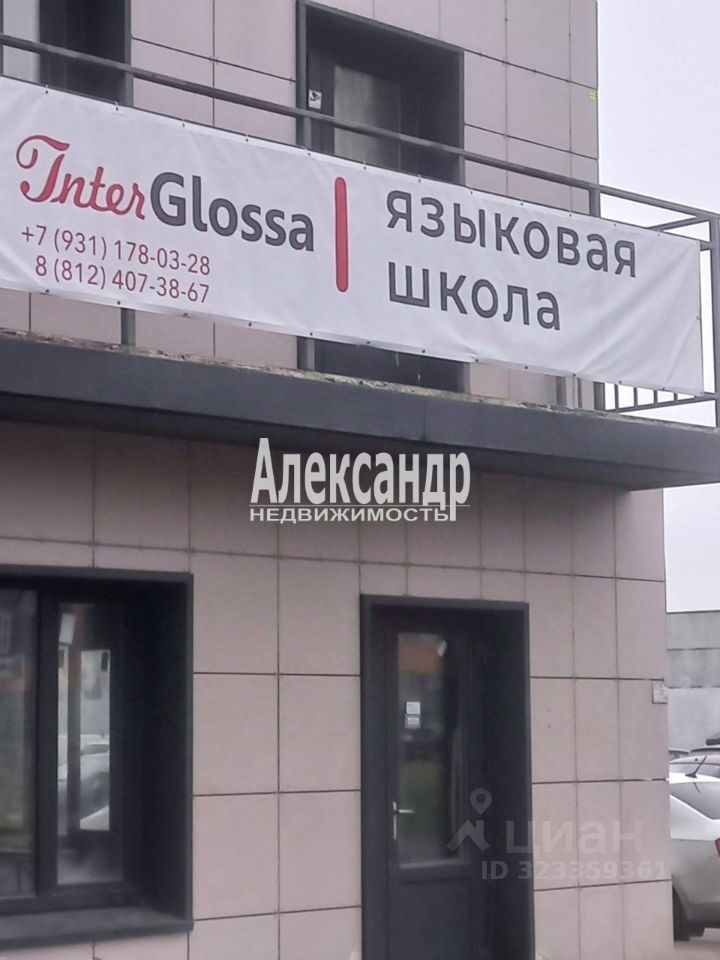 InterGlossa
+7 (931) 178-03-28
8 (812) 407-38-67
языковая
школа
Александр
НЕДВИЖИМОСТЬ
циан
ID 323359361